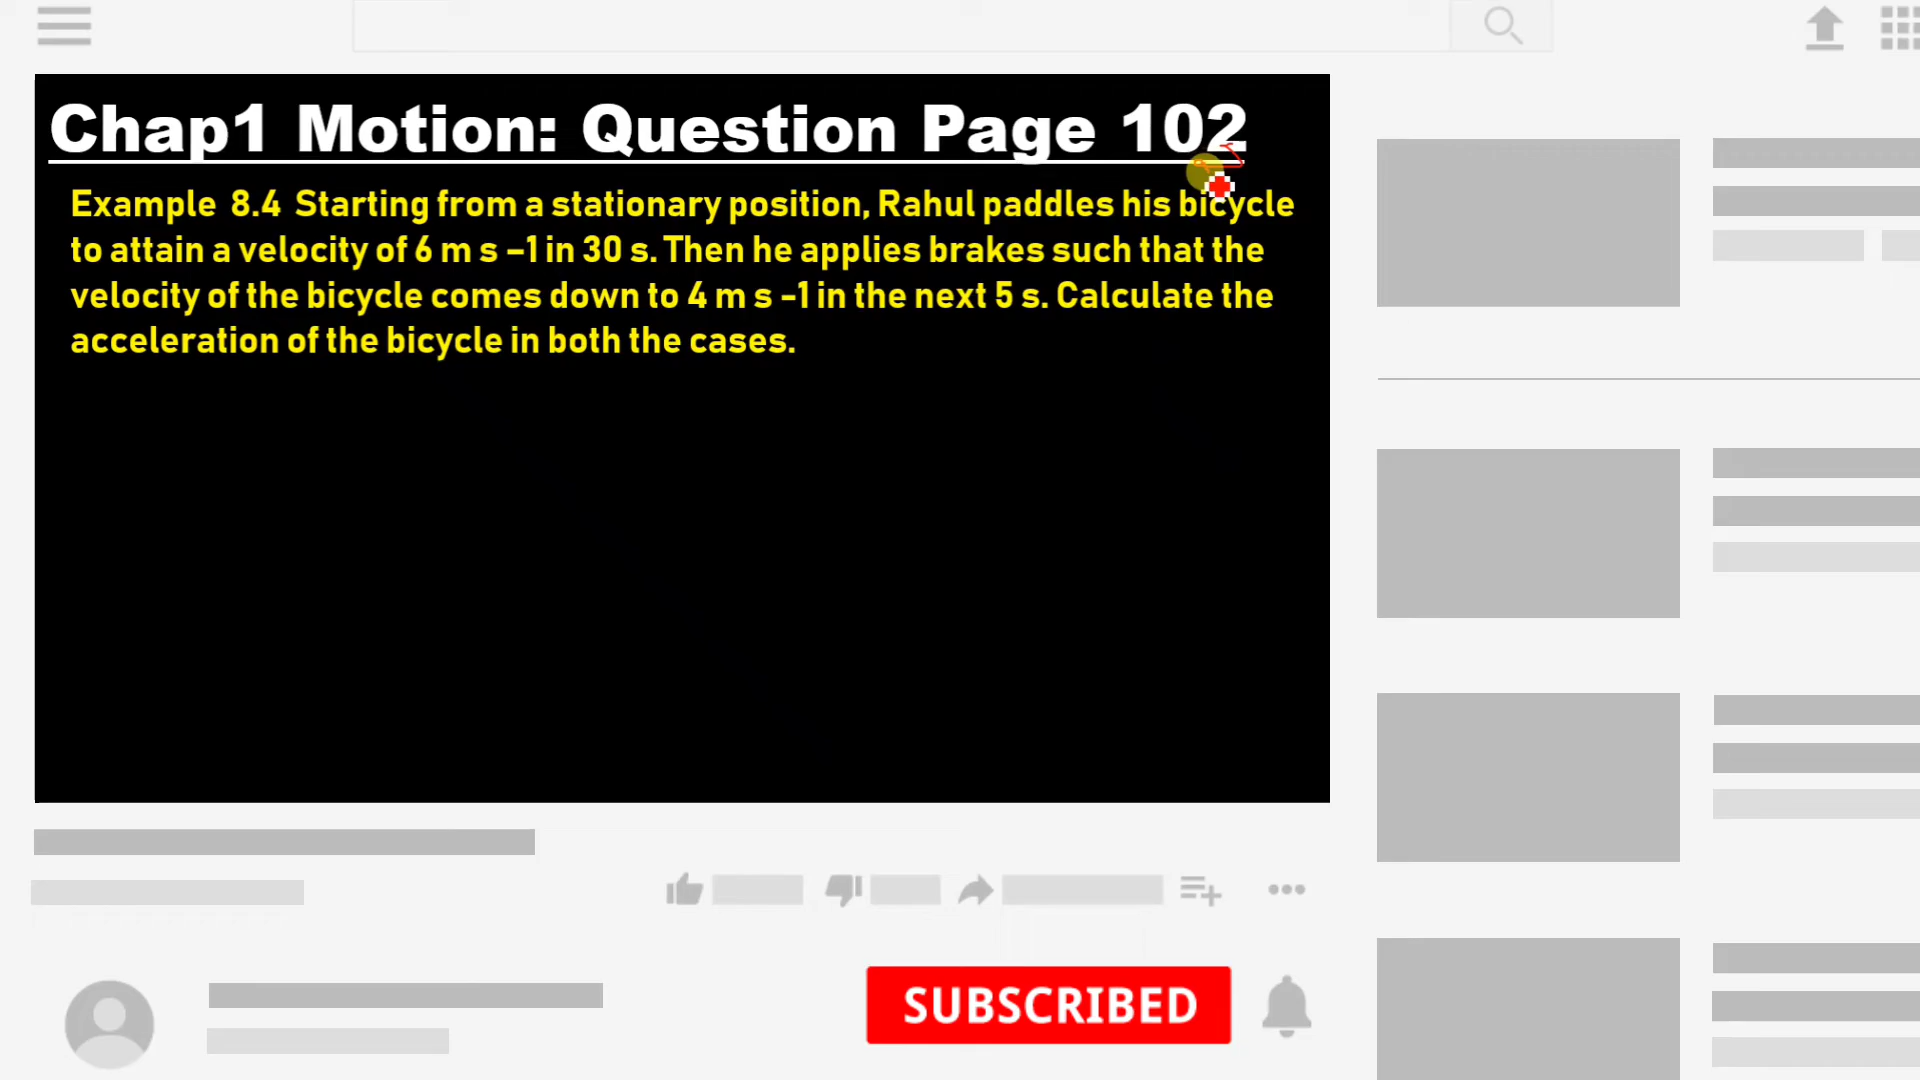 Chap1 Motion: Question Page 102
Example 8.4 Starting from a stationary position, Rahul paddles his bicycle
to attain a velocity of 6 m s –1 in 30 s. Then he applies brakes such that the
velocity of the bicycle comes down to 4 m s -1 in the next 5 s. Calculate the
acceleration of the bicycle in both the cases.
SUBSCRIBED